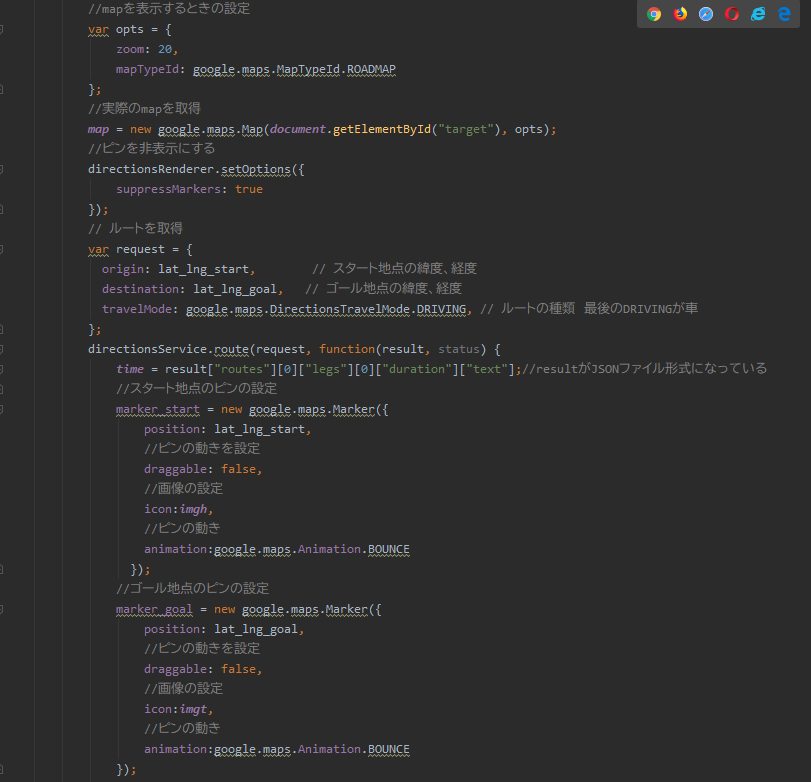 //mapを表示するときの設定
var opts = {
zoom: 20,
mapTypeId: google.maps.MapTypeId.ROADMAP
};
//実際のmapを取得
map = new google.maps.Map(document.getElementById("target"), opts);
//ピンを非表示にする
directionsRenderer.setOptions({
suppressMarkers: true
});
// ルートを取得
var request = {
origin: lat_lng_start, // スタート地点の緯度、経度
destination: lat_lng_goal, // ゴール地点の緯度、経度
travelMode: google.maps.DirectionsTravelMode.DRIVING, // ルートの種類 最後のDRIVINGが車
};
directionsService.route(request, function(result, status) {
time = result["routes"][0]["legs"][0]["duration"]["text"];//resultがJSONファイル形式になっている
//スタート地点のピンの設定
marker_start = new google.maps.Marker({
position: lat_lng_start,
//ピンの動きを設定
draggable: false,
//画像の設定
icon:imgh,
//ピンの動き
animation:google.maps.Animation.BOUNCE
});
//ゴール地点のピンの設定
marker_goal = new google.maps.Marker({
position: lat_lng_goal,
//ピンの動きを設定
draggable: false,
//画像の設定
icon:imgt,
//ピンの動き
animation:google.maps.Animation.BOUNCE
});